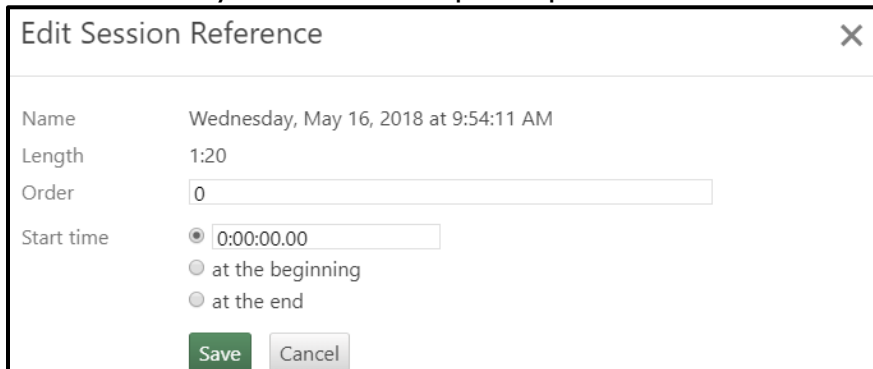 Edit Session Reference
Name Wednesday, May 16, 2018 at 9:54:11 AM
Length 1:20
Order 0
Start time 0:00:00.00
at the beginning
at the end
Save Cancel